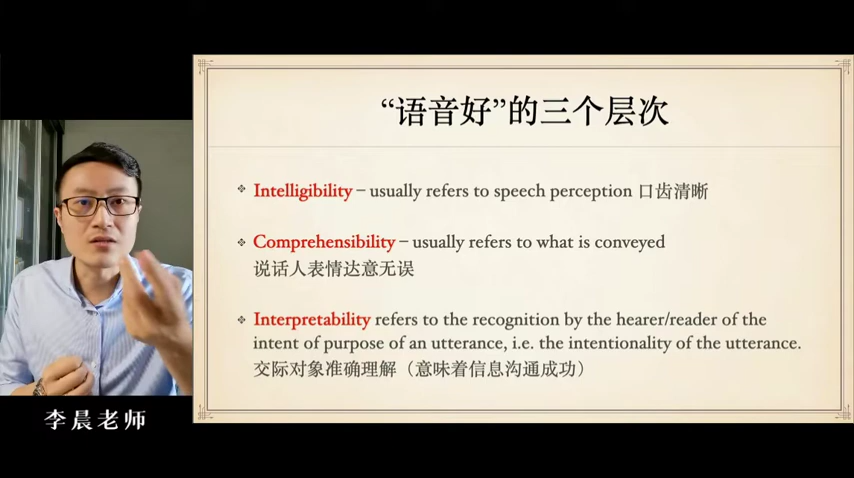 “语音好”的三个层次
Intelligibility – usually refers to speech perception 口齿清晰
Comprehensibility – usually refers to what is conveyed
说话人表情达意无误
Interpretability refers to the recognition by the hearer/reader of the
intent of purpose of an utterance, i.e. the intentionality of the utterance.
交际对象准确理解（意味着信息沟通成功）
李晨老师